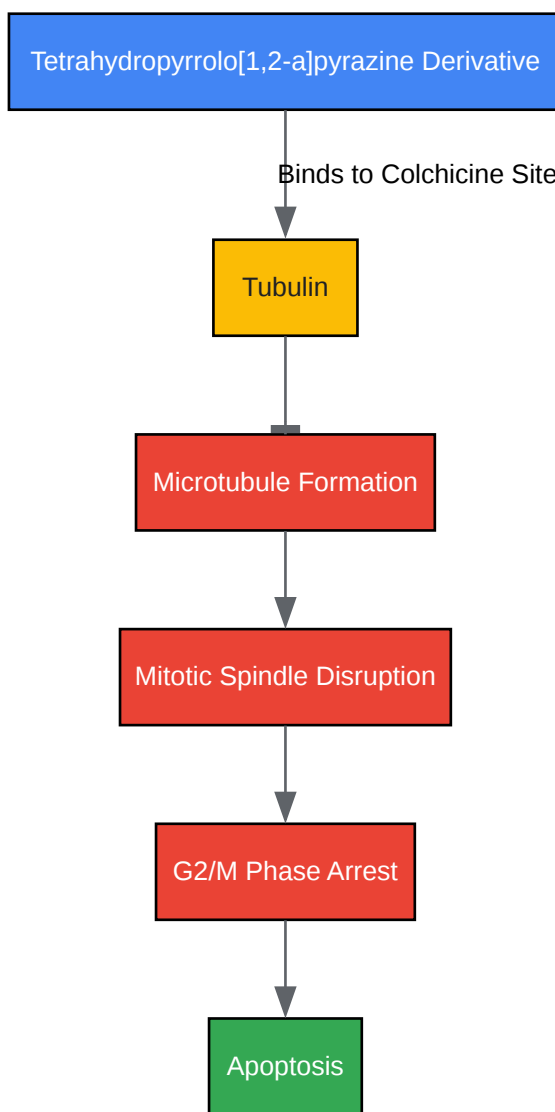 Tetrahydropyrrolo[1,2-a]pyrazine Derivative
Binds to Colchicine Site
Tubulin
Microtubule Formation
Mitotic Spindle Disruption
G2/M Phase Arrest
Apoptosis